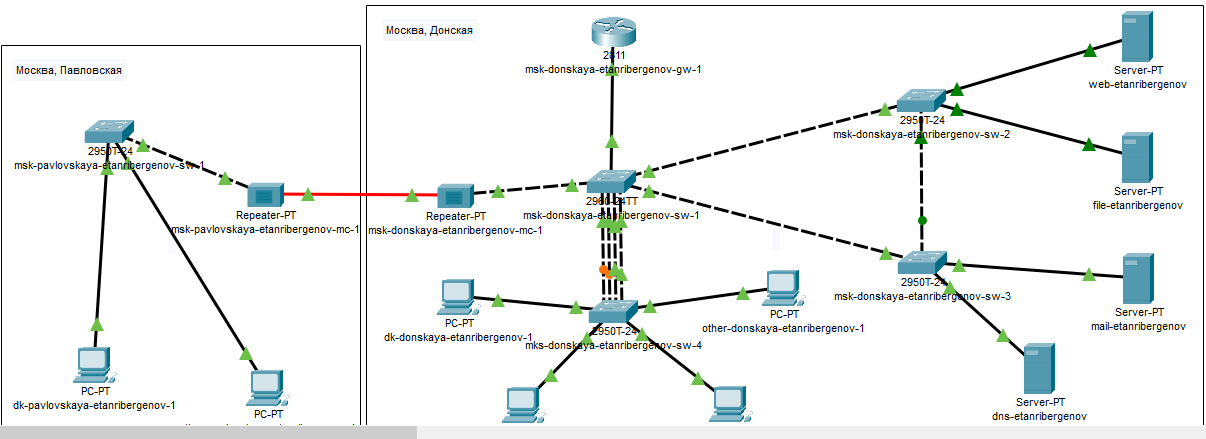 Москва, Павловская
2950T-24
msk-pavlovskaya-etanribergenov-sw-1
Repeater-PT
msk-pavlovskaya-etanribergenov-mc-1
PC-PT
dk-pavlovskaya-etanribergenov-1
PC-PT
Москва, Донская
2811
msk-donskaya-etanribergenov-gw-1
2960-24TT
msk-donskaya-etanribergenov-sw-1
Repeater-PT
msk-donskaya-etanribergenov-mc-1
PC-PT
dk-donskaya-etanribergenov-1
2950T-24
mks-donskaya-etanribergenov-sw-4
PC-PT
other-donskaya-etanribergenov-1
2950T-24
msk-donskaya-etanribergenov-sw-2
2950T-24
msk-donskaya-etanribergenov-sw-3
Server-PT
web-etanribergenov
Server-PT
file-etanribergenov
Server-PT
mail-etanribergenov
Server-PT
dns-etanribergenov